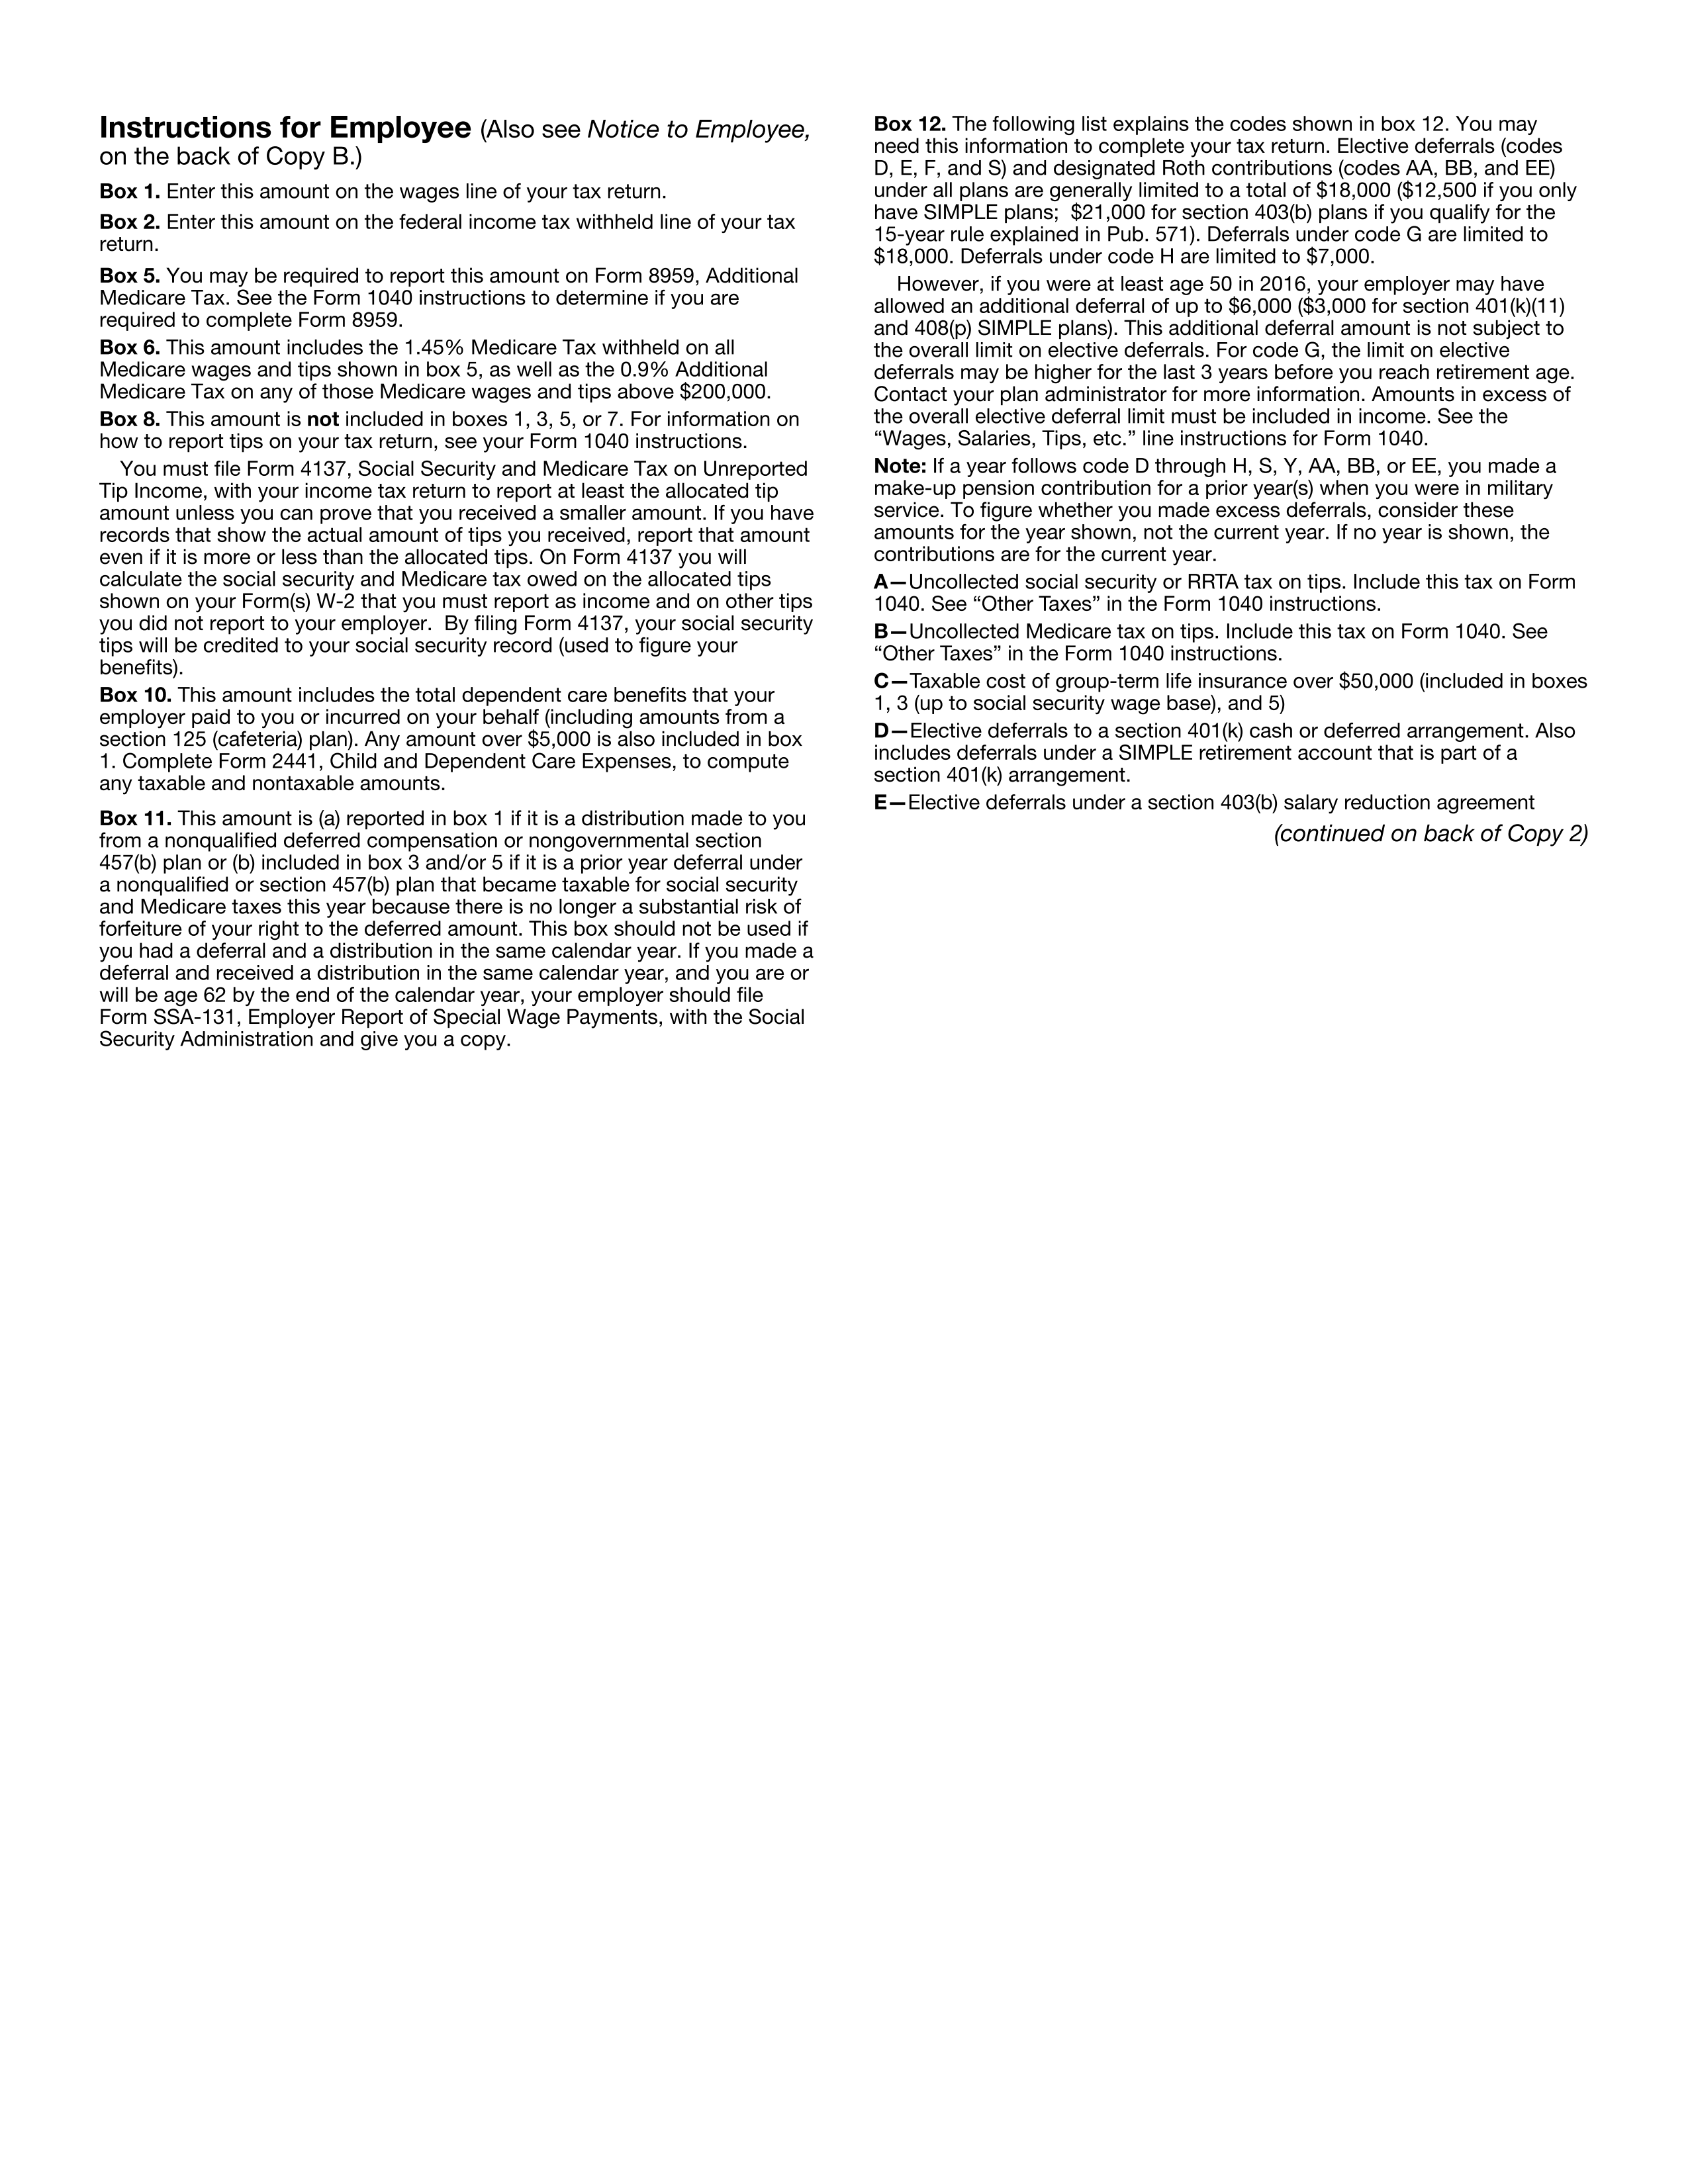 Instructions for Employee (Also see Notice to Employee,
on the back of Copy B.)
Box 1. Enter this amount on the wages line of your tax return.
Box 2. Enter this amount on the federal income tax withheld line of your tax
return.
Box 5. You may be required to report this amount on Form 8959, Additional
Medicare Tax. See the Form 1040 instructions to determine if you are
required to complete Form 8959.
Box 6. This amount includes the 1.45% Medicare Tax withheld on all
Medicare wages and tips shown in box 5, as well as the 0.9% Additional
Medicare Tax on any of those Medicare wages and tips above $200,000.
Box 8. This amount is not included in boxes 1, 3, 5, or 7. For information on
how to report tips on your tax return, see your Form 1040 instructions.
You must file Form 4137, Social Security and Medicare Tax on Unreported
Tip Income, with your income tax return to report at least the allocated tip
amount unless you can prove that you received a smaller amount. If you have
records that show the actual amount of tips you received, report that amount
even if it is more or less than the allocated tips. On Form 4137 you will
calculate the social security and Medicare tax owed on the allocated tips
shown on your Form(s) W-2 that you must report as income and on other tips
you did not report to your employer.  By filing Form 4137, your social security
tips will be credited to your social security record (used to figure your
benefits).
Box 10. This amount includes the total dependent care benefits that your
employer paid to you or incurred on your behalf (including amounts from a
section 125 (cafeteria) plan). Any amount over $5,000 is also included in box
1. Complete Form 2441, Child and Dependent Care Expenses, to compute
any taxable and nontaxable amounts.
Box 11. This amount is (a) reported in box 1 if it is a distribution made to you
from a nonqualified deferred compensation or nongovernmental section
457(b) plan or (b) included in box 3 and/or 5 if it is a prior year deferral under
a nonqualified or section 457(b) plan that became taxable for social security
and Medicare taxes this year because there is no longer a substantial risk of
forfeiture of your right to the deferred amount. This box should not be used if
you had a deferral and a distribution in the same calendar year. If you made a
deferral and received a distribution in the same calendar year, and you are or
will be age 62 by the end of the calendar year, your employer should file
Form SSA-131, Employer Report of Special Wage Payments, with the Social
Security Administration and give you a copy.
Box 12. The following list explains the codes shown in box 12. You may
need this information to complete your tax return. Elective deferrals (codes
D, E, F, and S) and designated Roth contributions (codes AA, BB, and EE)
under all plans are generally limited to a total of $18,000 ($12,500 if you only
have SIMPLE plans;  $21,000 for section 403(b) plans if you qualify for the
15-year rule explained in Pub. 571). Deferrals under code G are limited to
$18,000. Deferrals under code H are limited to $7,000.
However, if you were at least age 50 in 2016, your employer may have
allowed an additional deferral of up to $6,000 ($3,000 for section 401(k)(11)
and 408(p) SIMPLE plans). This additional deferral amount is not subject to
the overall limit on elective deferrals. For code G, the limit on elective
deferrals may be higher for the last 3 years before you reach retirement age.
Contact your plan administrator for more information. Amounts in excess of
the overall elective deferral limit must be included in income. See the
“Wages, Salaries, Tips, etc.” line instructions for Form 1040.
Note: If a year follows code D through H, S, Y, AA, BB, or EE, you made a
make-up pension contribution for a prior year(s) when you were in military
service. To figure whether you made excess deferrals, consider these
amounts for the year shown, not the current year. If no year is shown, the
contributions are for the current year.
A—Uncollected social security or RRTA tax on tips. Include this tax on Form
1040. See “Other Taxes” in the Form 1040 instructions.
B—Uncollected Medicare tax on tips. Include this tax on Form 1040. See
“Other Taxes” in the Form 1040 instructions.
C—Taxable cost of group-term life insurance over $50,000 (included in boxes
1, 3 (up to social security wage base), and 5)
D—Elective deferrals to a section 401(k) cash or deferred arrangement. Also
includes deferrals under a SIMPLE retirement account that is part of a
section 401(k) arrangement.
E—Elective deferrals under a section 403(b) salary reduction agreement
(continued on back of Copy 2)